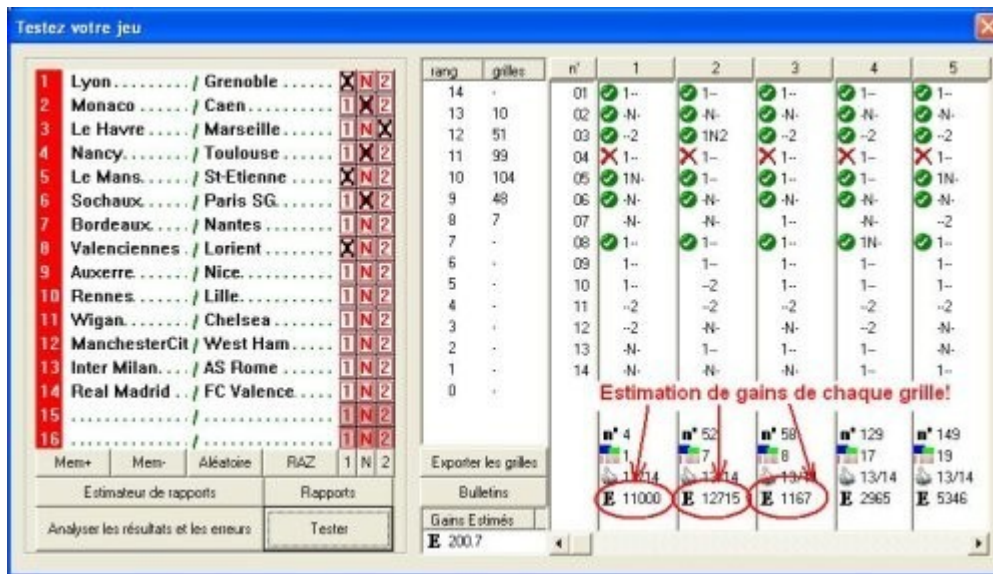 Testez votre jeu
1 Lyon........./ Grenoble ...... X N 2
2 Monaco ....../ Caen........... 1 X 2
3 Le Havre ...../ Marseille...... 1 N X
4 Nancy......./ Toulouse ...... 1 X 2
5 Le Mans....../ St-Etienne ...... X N 2
6 Sochaux...../ Paris SG........ 1 X 2
7 Bordeaux..../ Nantes ......... 1 N 2
8 Valenciennes ./ Lorient......... X N 2
9 Auxerre....../ Nice........... 1 N 2
10 Rennes....../ Lille........... 1 N 2
11 Wigan......./ Chelsea ....... 1 N 2
12 ManchesterCit/ West Ham..... 1 N 2
13 Inter Milan..../ AS Rome ...... 1 N 2
14 Real Madrid ../ FC Valence..... 1 N 2
15 ............/ ............... 1 N 2
16 ............/ ............... 1 N 2
Mem+ Mem- Aléatoire RAZ 1 N 2
Estimateur de rapports Rapports
Analyser les résultats et les erreurs Tester
rang grilles
14 -
13 10
12 51
11 99
10 104
9 48
8 7
7 -
6 -
5 -
4 -
3 -
2 -
1 -
0 -
Exporter les grilles
Bulletins
Gains Estimés
E 200.7
n° 1 2 3 4 5
01 1-- 1-- 1-- 1-- 1--
02 -N- -N- -N- -N- -N-
03 --2 1N2 --2 --2 --2
04 1-- 1-- 1-- 1-- 1--
05 1N- 1-- 1-- 1-- 1N-
06 -N- -N- -N- -N- -N-
07 -N- -N- 1-- -N- --2
08 1-- 1-- 1-- 1N- 1--
09 1-- 1-- 1-- 1-- 1--
10 1-- --2 1-- 1-- 1--
11 --2 --2 --2 --2 --2
12 --2 -N- -N- --2 -N-
13 -N- 1-- 1-- 1-- 1--
14 -N- -N- -N- 1-- 1--
Estimation de gains de chaque grille!
n° 4 n° 52 n° 58 n° 129 n° 149
1 7 8 17 19
13/14 13/14 13/14 13/14 13/14
E 11000 E 12715 E 1167 E 2965 E 5346